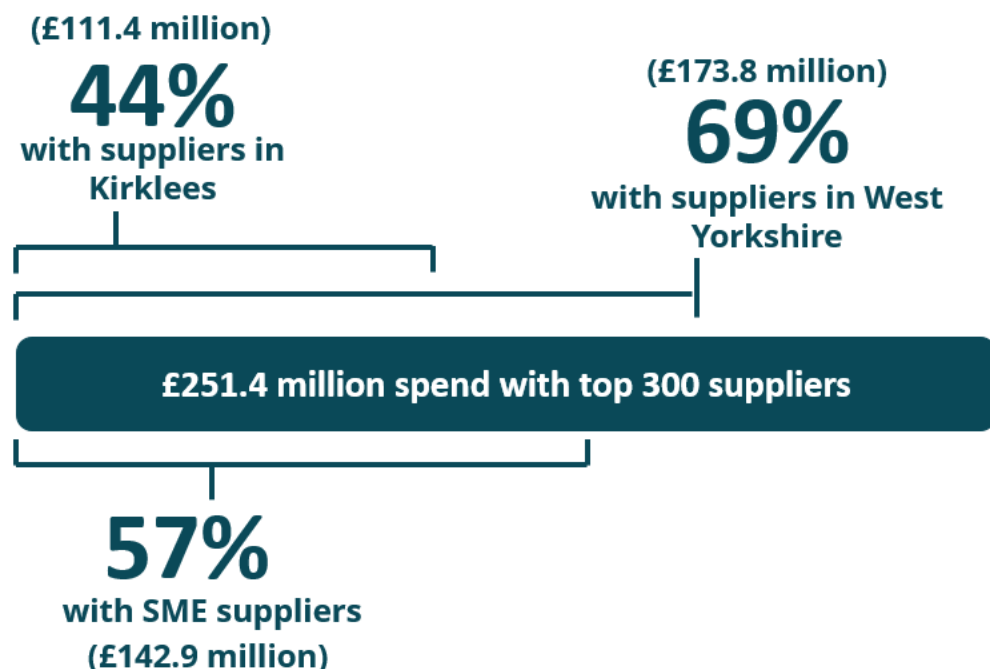 (£111.4 million)
44%
with suppliers in
Kirklees
(£173.8 million)
69%
with suppliers in West
Yorkshire
£251.4 million spend with top 300 suppliers
57%
with SME suppliers
(£142.9 million)